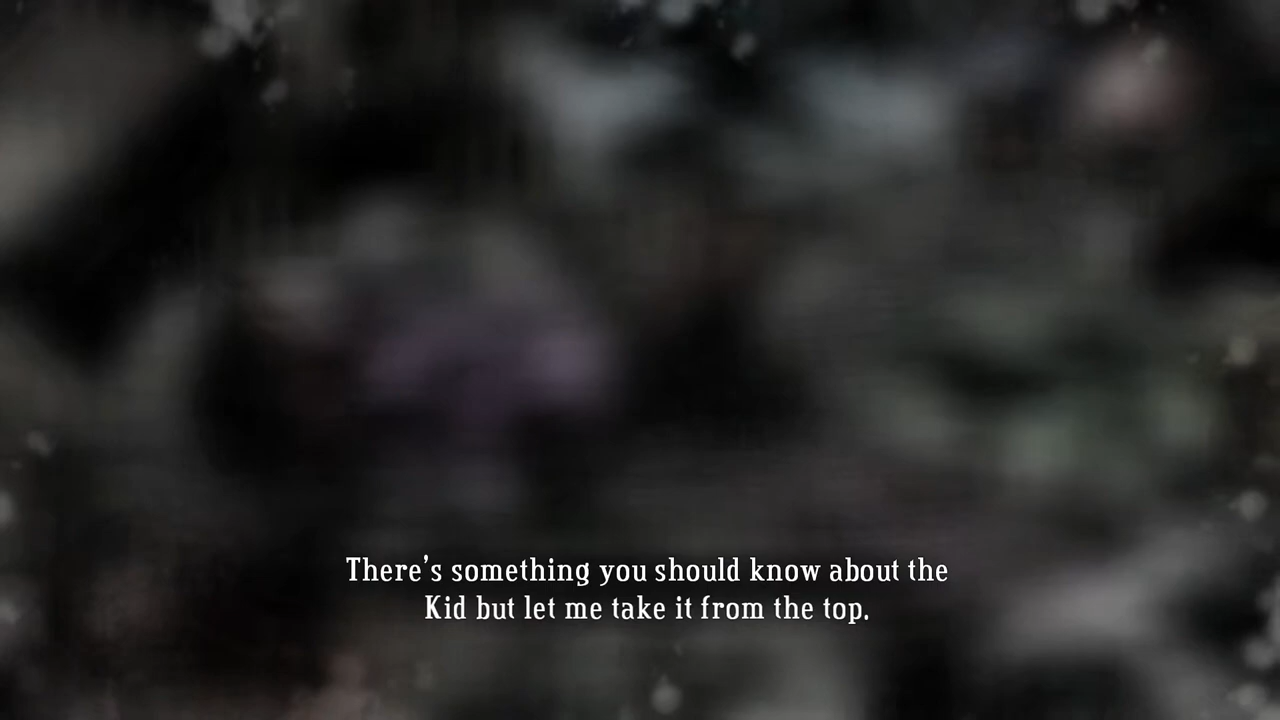 There's something you should know about the
Kid but let me take it from the top.